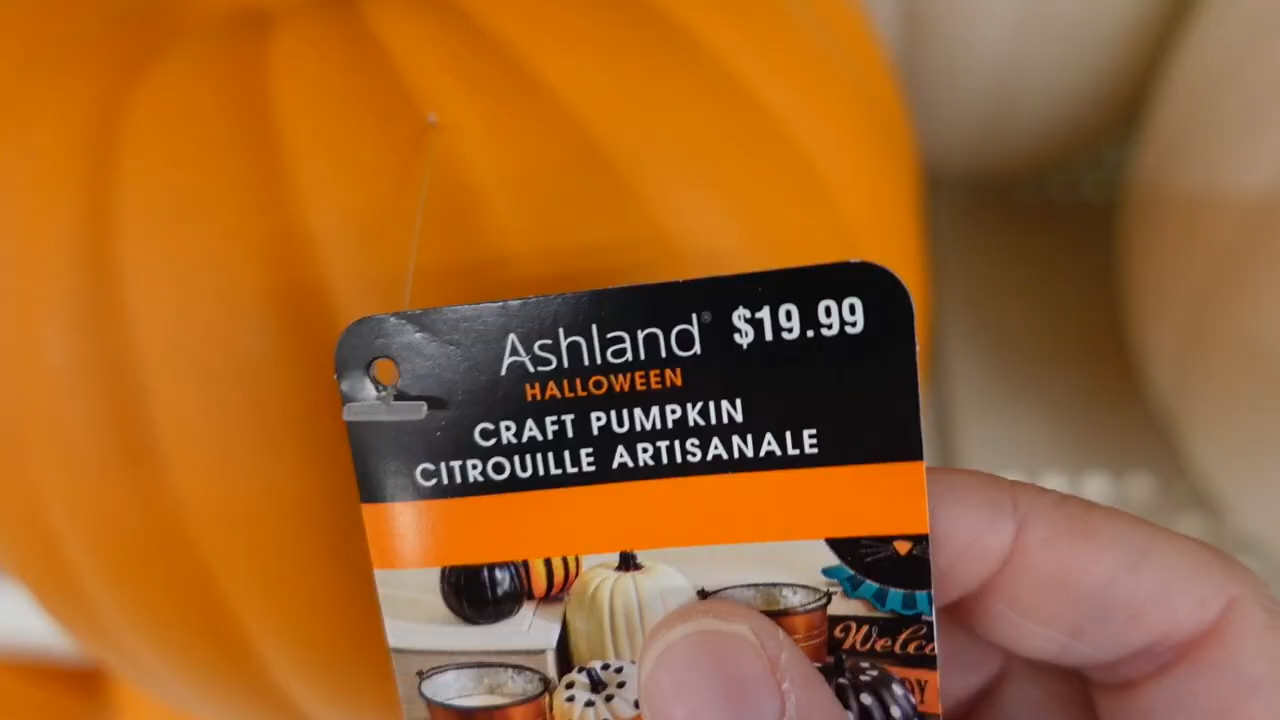 Ashland® $19.99
HALLOWEEN
CRAFT PUMPKIN
CITROUILLE ARTISANALE